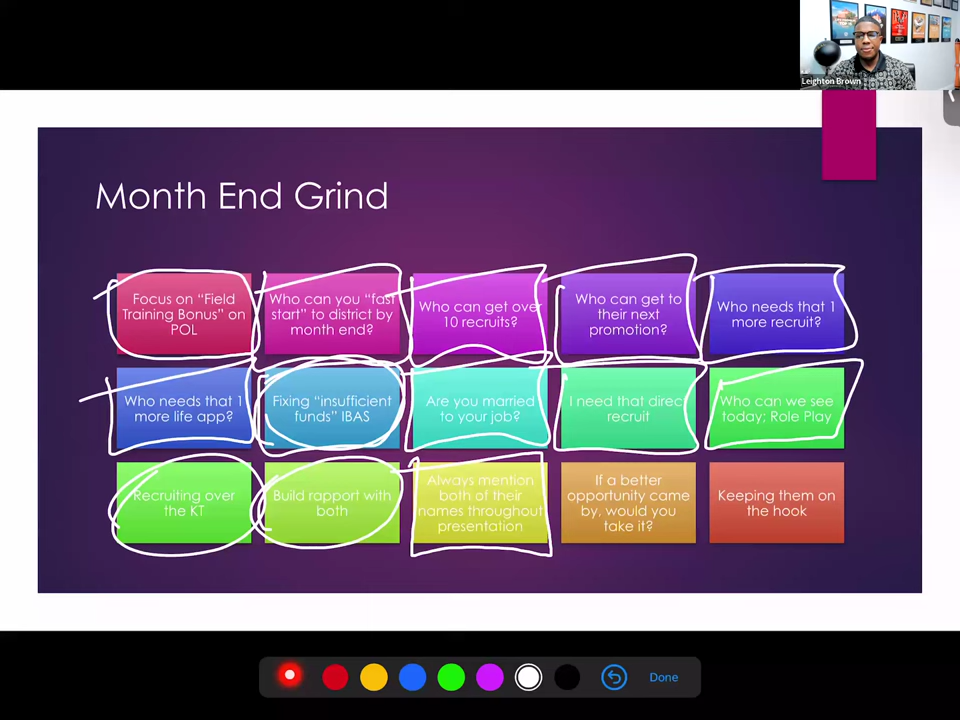 Leighton Brown
Month End Grind
Focus on “Field
Training Bonus” on
POL
Who can you “fast
start” to district by
month end?
Who can get over
10 recruits?
Who can get to
their next
promotion?
Who needs that 1
more recruit?
Who needs that 1
more life app?
Fixing “insufficient
funds” IBAS
Are you married
to your job?
I need that direct
recruit
Who can we see
today; Role Play
Recruiting over
the KT
Build rapport with
both
Always mention
both of their
names throughout
presentation
If a better
opportunity came
by, would you
take it?
Keeping them on
the hook
Done